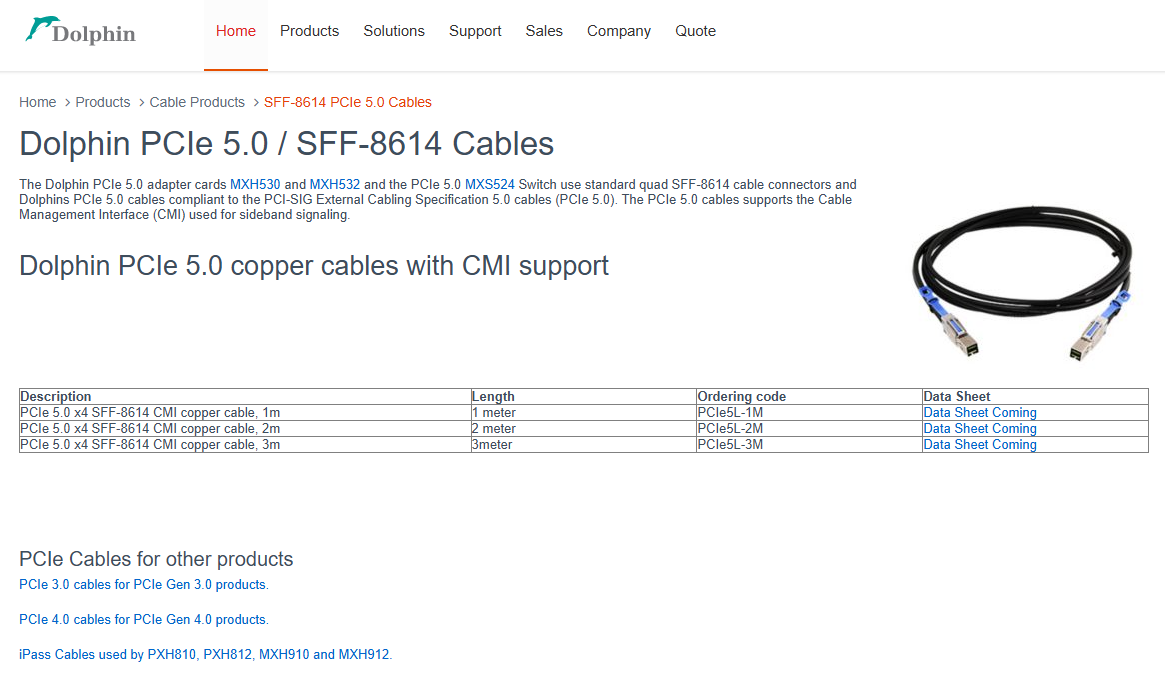 Dolphin
Home Products Solutions Support Sales Company Quote
Home > Products > Cable Products > SFF-8614 PCIe 5.0 Cables
Dolphin PCIe 5.0 / SFF-8614 Cables
The Dolphin PCIe 5.0 adapter cards MXH530 and MXH532 and the PCIe 5.0 MXS524 Switch use standard quad SFF-8614 cable connectors and
Dolphins PCIe 5.0 cables compliant to the PCI-SIG External Cabling Specification 5.0 cables (PCIe 5.0). The PCIe 5.0 cables supports the Cable
Management Interface (CMI) used for sideband signaling.
Dolphin PCIe 5.0 copper cables with CMI support
Description Length Ordering code Data Sheet
PCIe 5.0 x4 SFF-8614 CMI copper cable, 1m 1 meter PCIe5L-1M Data Sheet Coming
PCIe 5.0 x4 SFF-8614 CMI copper cable, 2m 2 meter PCIe5L-2M Data Sheet Coming
PCIe 5.0 x4 SFF-8614 CMI copper cable, 3m 3meter PCIe5L-3M Data Sheet Coming
PCIe Cables for other products
PCIe 3.0 cables for PCIe Gen 3.0 products.
PCIe 4.0 cables for PCIe Gen 4.0 products.
iPass Cables used by PXH810, PXH812, MXH910 and MXH912.